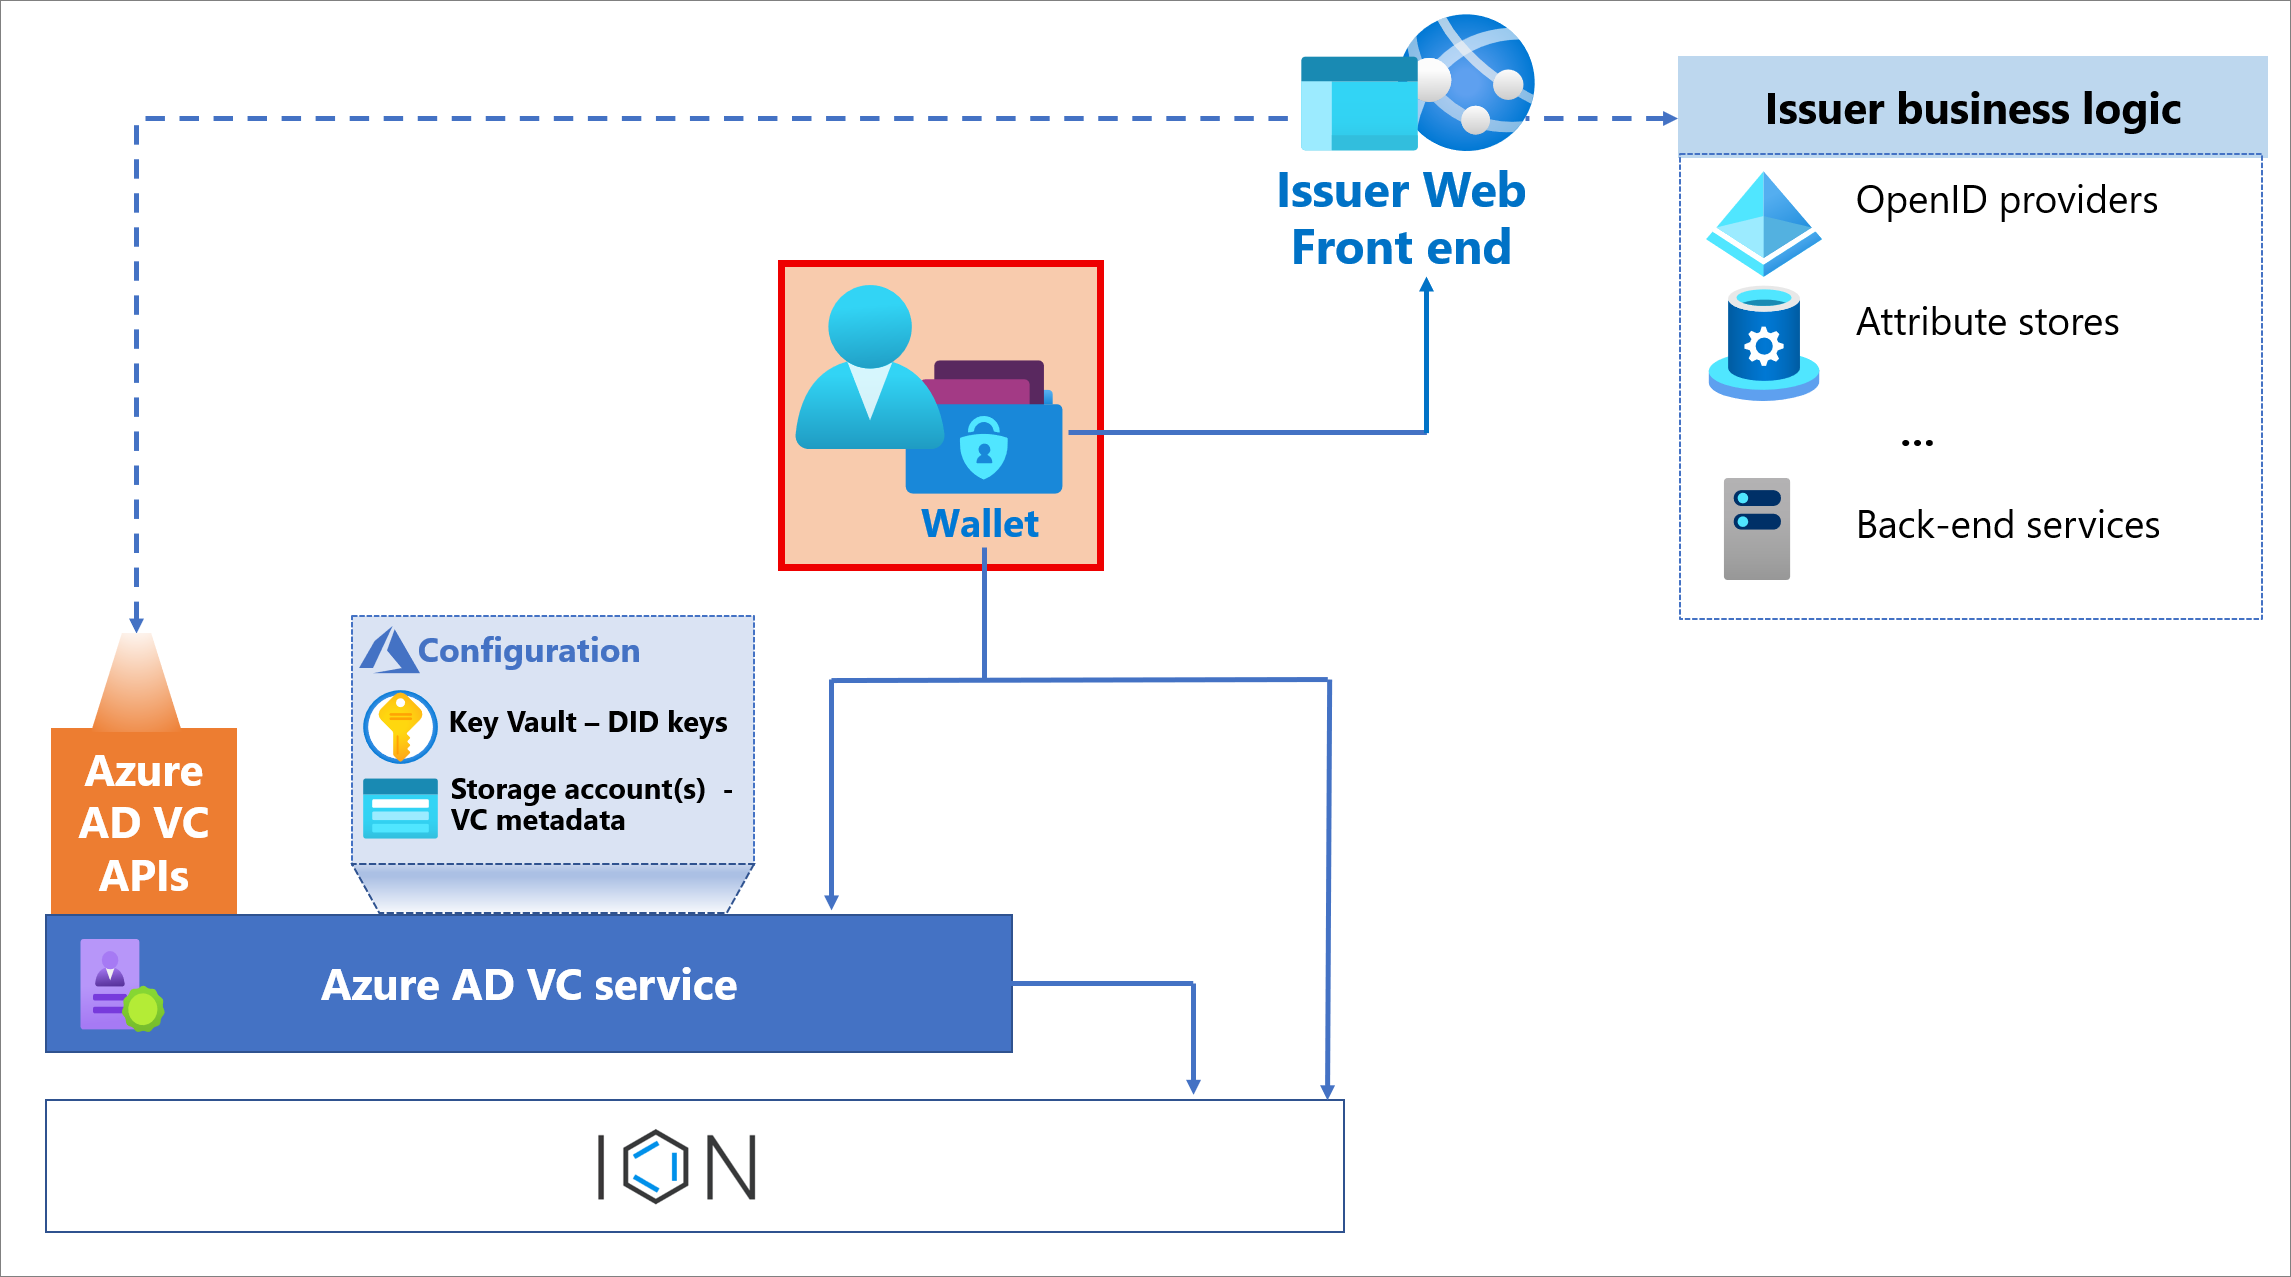 Issuer Web
Front end
Issuer business logic
OpenID providers
Attribute stores
...
Back-end services
Wallet
Configuration
Key Vault – DID keys
Storage account(s) -
VC metadata
Azure
AD VC
APIs
Azure AD VC service
ION